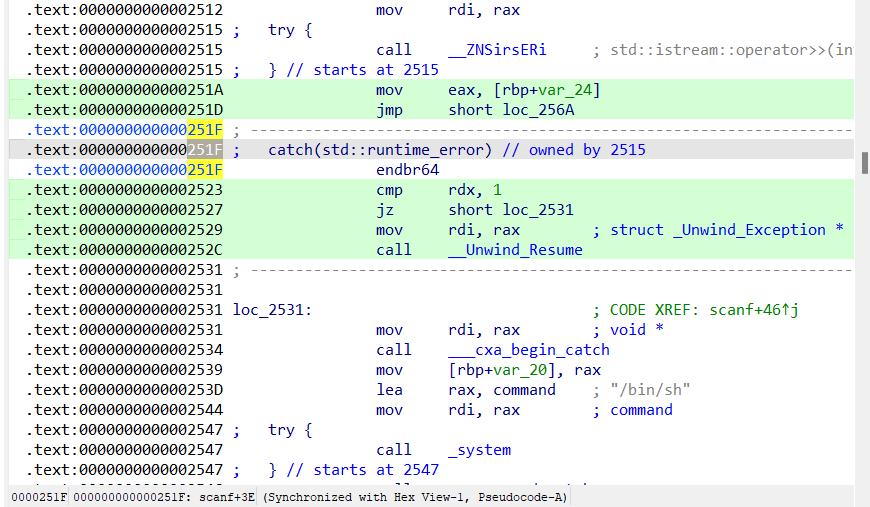 .text:0000000000002512 mov rdi, rax
.text:0000000000002515 ; try {
.text:0000000000002515 call __ZNSirsERi ; std::istream::operator>>(in
.text:0000000000002515 ; } // starts at 2515
.text:000000000000251A mov eax, [rbp+var_24]
.text:000000000000251D jmp short loc_256A
.text:000000000000251F ; ---------------------------------------------------------------------------
.text:000000000000251F ; catch(std::runtime_error) // owned by 2515
.text:000000000000251F endbr64
.text:0000000000002523 cmp rdx, 1
.text:0000000000002527 jz short loc_2531
.text:0000000000002529 mov rdi, rax ; struct _Unwind_Exception *
.text:000000000000252C call __Unwind_Resume
.text:0000000000002531 ; ---------------------------------------------------------------------------
.text:0000000000002531
.text:0000000000002531 loc_2531: ; CODE XREF: scanf+46↑j
.text:0000000000002531 mov rdi, rax ; void *
.text:0000000000002534 call ___cxa_begin_catch
.text:0000000000002539 mov [rbp+var_20], rax
.text:000000000000253D lea rax, command ; "/bin/sh"
.text:0000000000002544 mov rdi, rax ; command
.text:0000000000002547 ; try {
.text:0000000000002547 call _system
.text:0000000000002547 ; } // starts at 2547
0000251F 000000000000251F: scanf+3E (Synchronized with Hex View-1, Pseudocode-A)